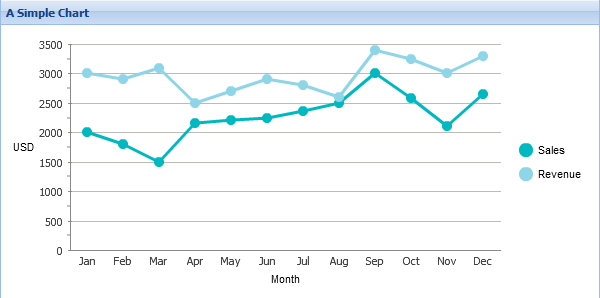 A Simple Chart
3500
3000
2500
2000
USD
1500
1000
500
0
Jan Feb Mar Apr May Jun Jul Aug Sep Oct Nov Dec
Month
Sales
Revenue